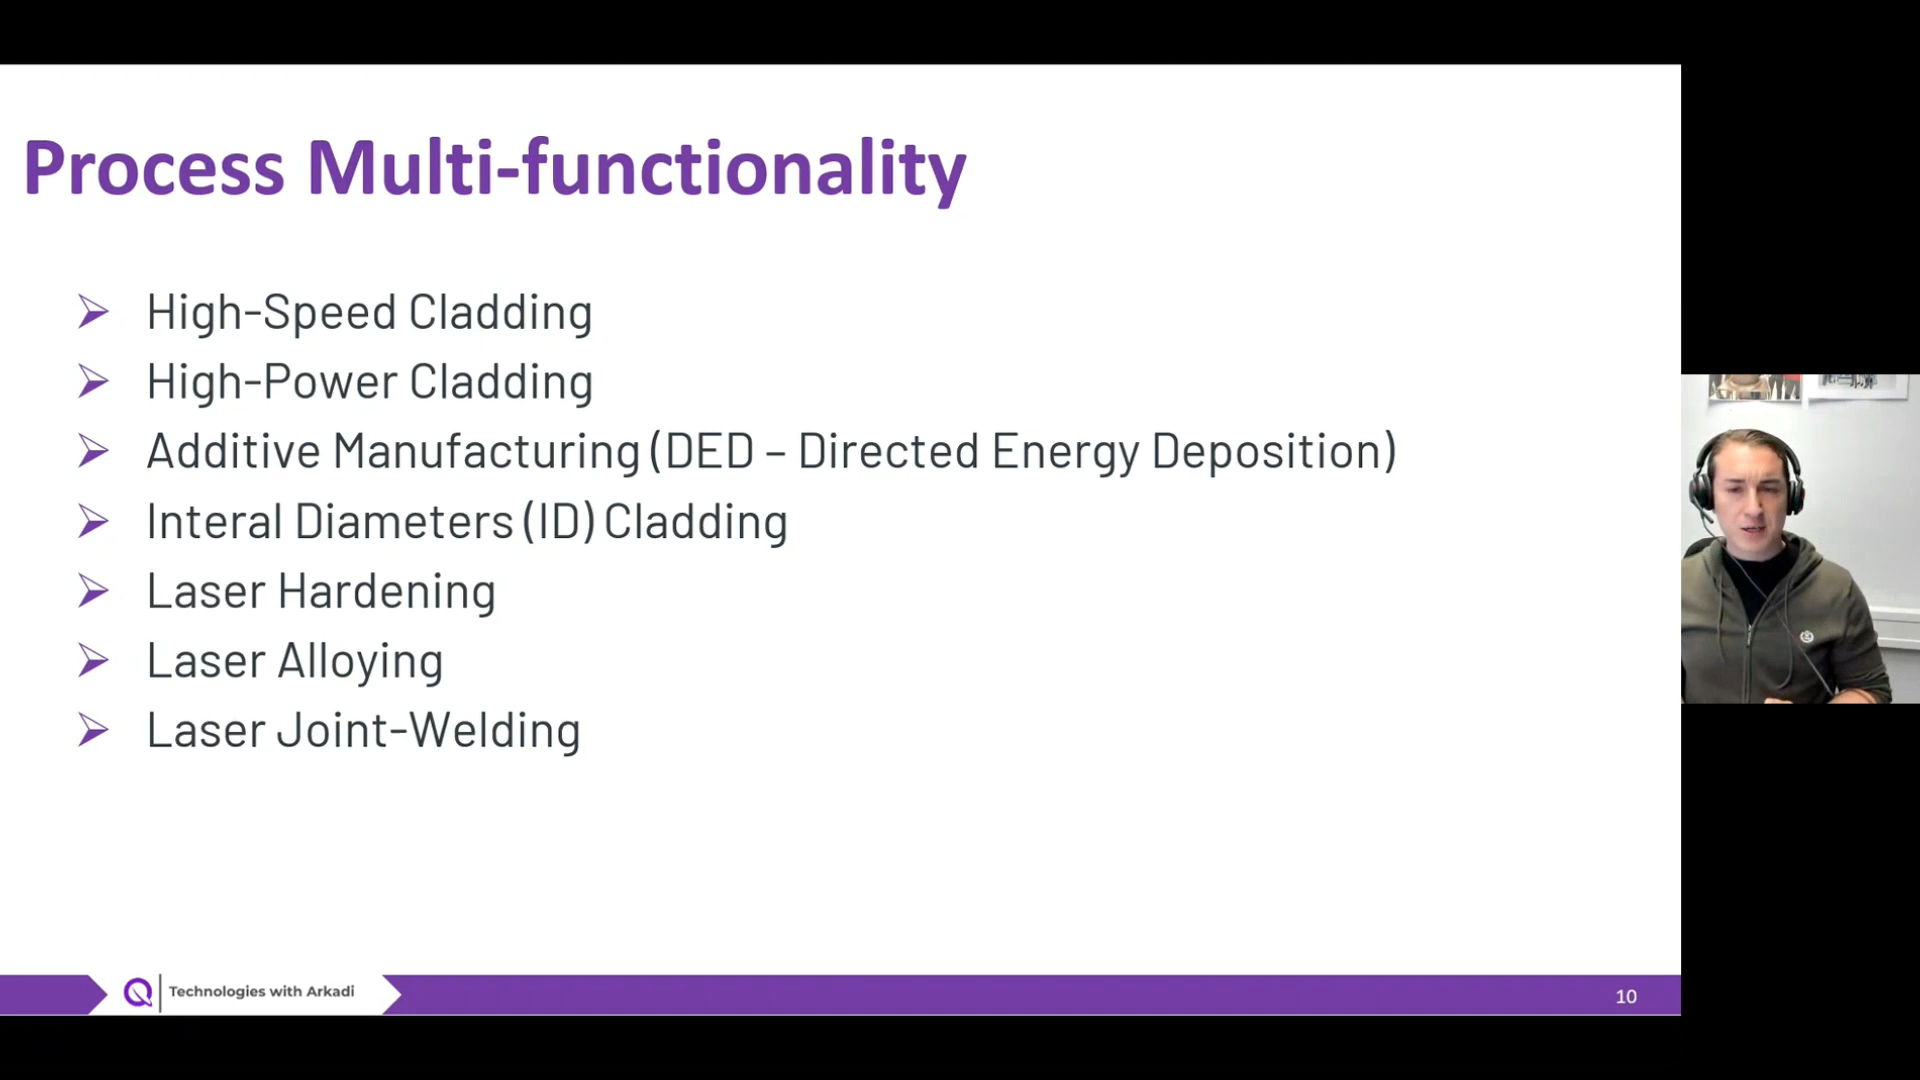 Process Multi-functionality
High-Speed Cladding
High-Power Cladding
Additive Manufacturing (DED – Directed Energy Deposition)
Interal Diameters (ID) Cladding
Laser Hardening
Laser Alloying
Laser Joint-Welding
Technologies with Arkadi
10